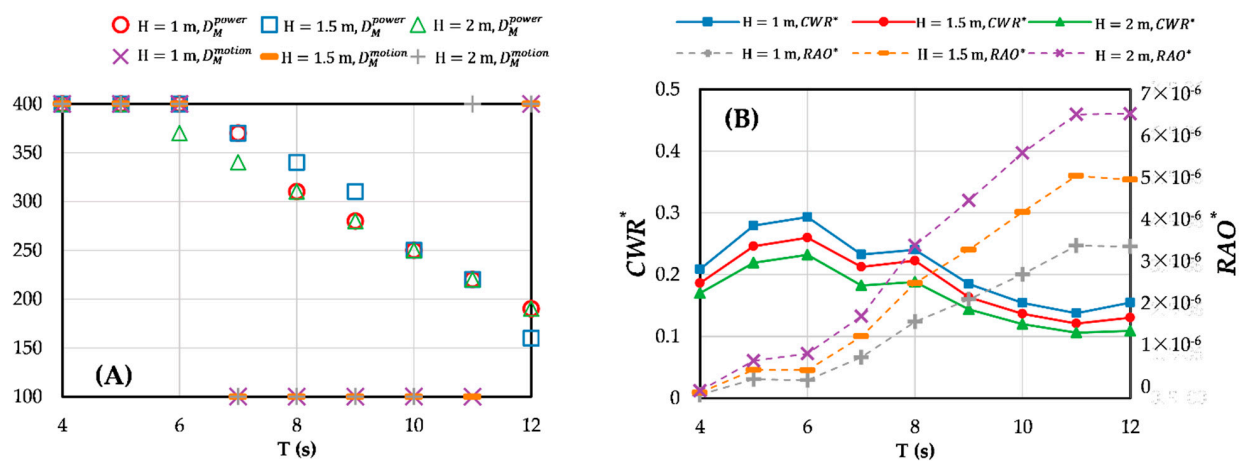 H = 1 m, D_M^power H = 1.5 m, D_M^power H = 2 m, D_M^power
H = 1 m, D_M^motion H = 1.5 m, D_M^motion H = 2 m, D_M^motion
400
350
300
250
200
150
100
(A)
4 6 8 10 12
T (s)
H = 1 m, CWR* H = 1.5 m, CWR* H = 2 m, CWR*
H = 1 m, RAO* H = 1.5 m, RAO* H = 2 m, RAO*
(B)
CWR*
0.5
0.4
0.3
0.2
0.1
0
7×10⁻⁶
6×10⁻⁶
5×10⁻⁶
4×10⁻⁶
3×10⁻⁶
2×10⁻⁶
1×10⁻⁶
0
RAO*
4 6 8 10 12
T (s)